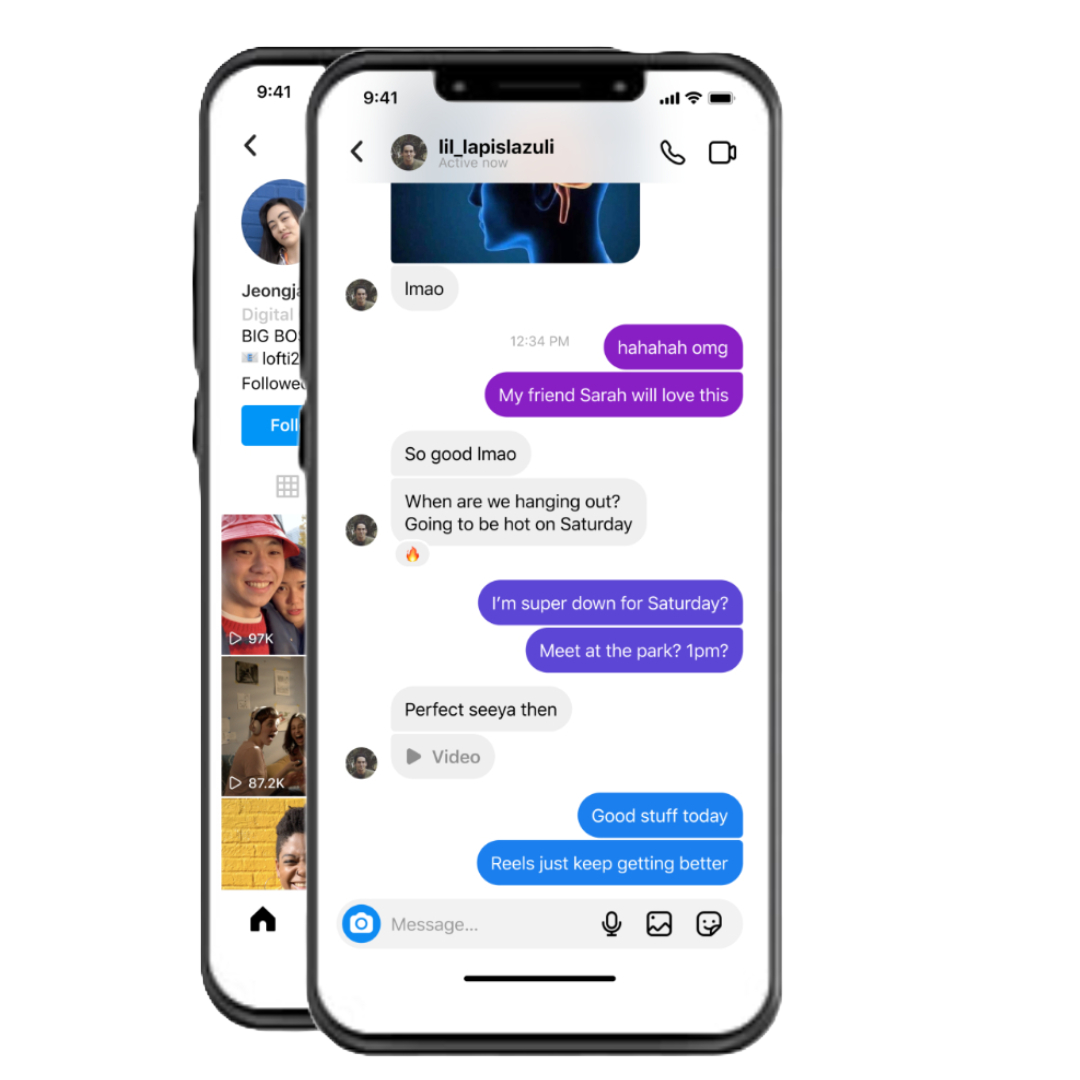 9:41
Jeongja
Digital
BIG BO
lofti2
Followe
Foll
97K
87.2K
9:41
lil_lapislazuli
Active now
lmao
12:34 PM
hahahah omg
My friend Sarah will love this
So good lmao
When are we hanging out?
Going to be hot on Saturday
I'm super down for Saturday?
Meet at the park? 1pm?
Perfect seeya then
Video
Good stuff today
Reels just keep getting better
Message...